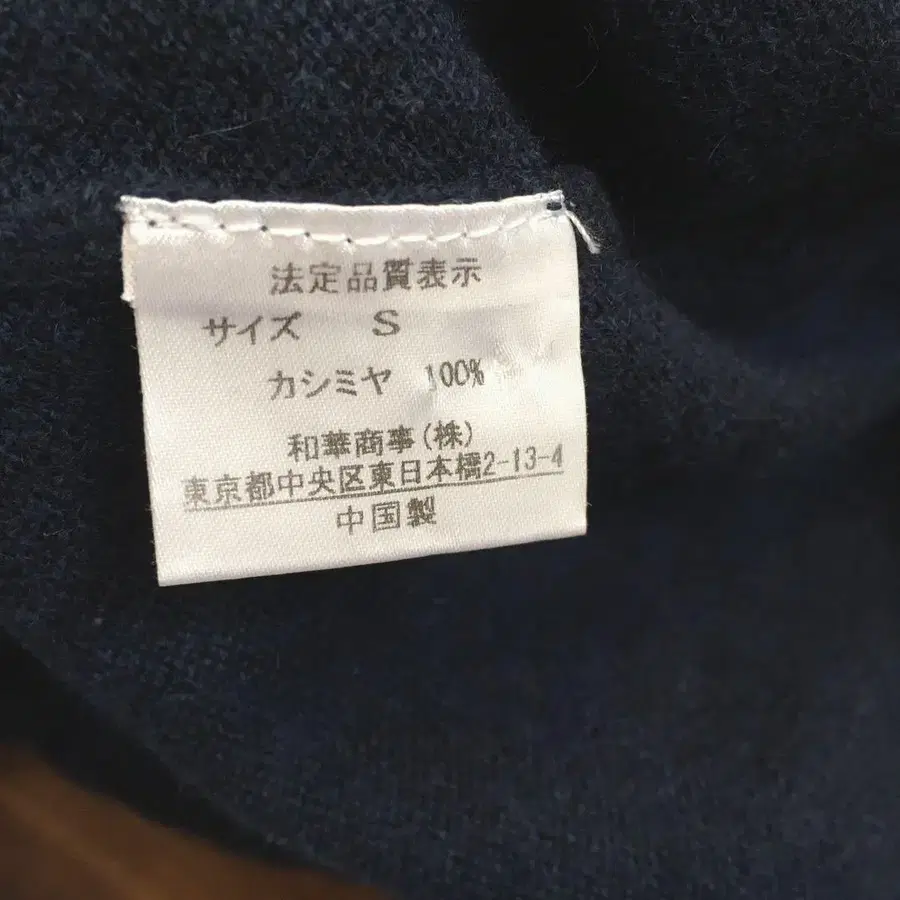 法定品質表示
サイズ S
カシミヤ 100%
和華商事(株)
東京都中央区東日本橋2-13-4
中国製